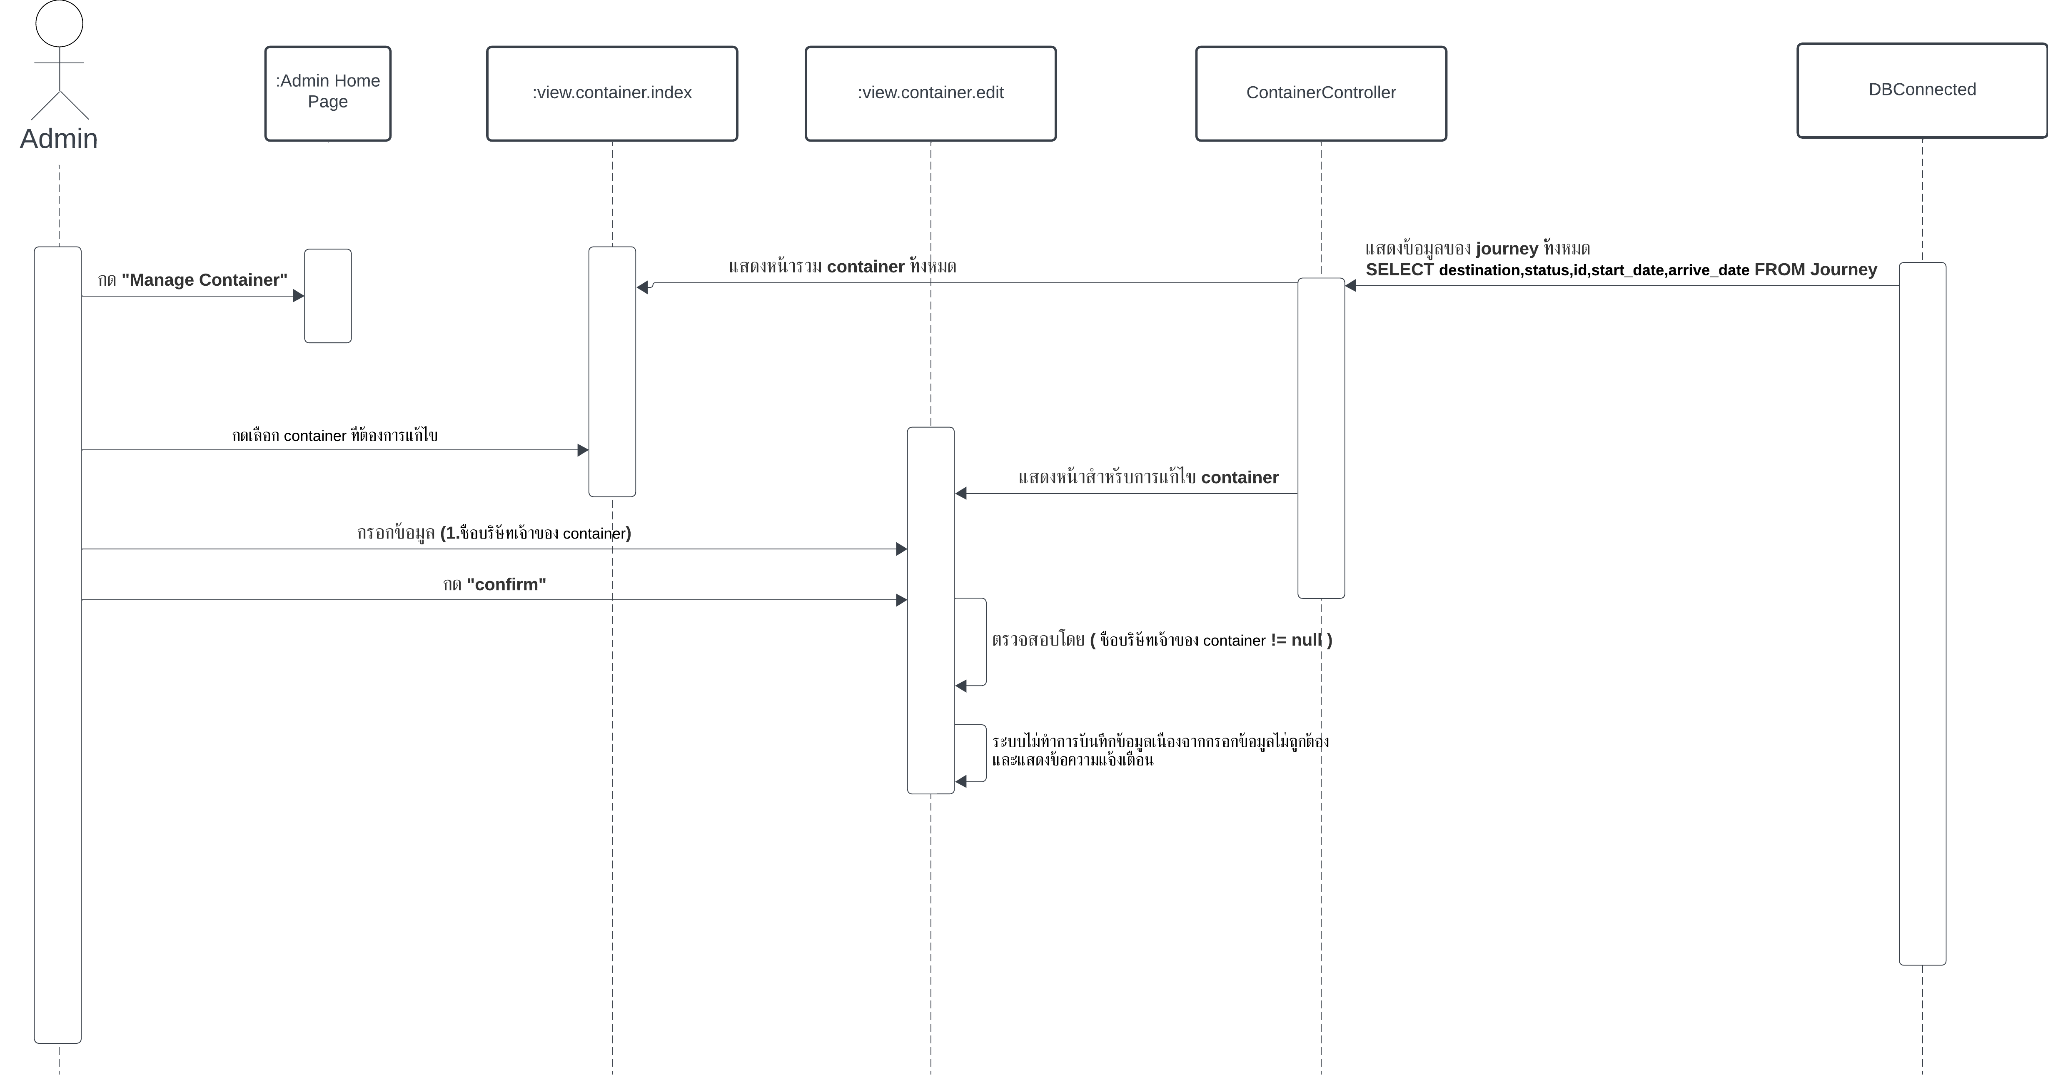 Admin
:Admin Home
Page
:view.container.index
:view.container.edit
ContainerController
DBConnected
กด "Manage Container"
แสดงหน้ารวม container ทั้งหมด
แสดงข้อมูลของ journey ทั้งหมด
SELECT destination,status,id,start_date,arrive_date FROM Journey
กดเลือก container ที่ต้องการแก้ไข
แสดงหน้าสำหรับการแก้ไข container
กรอกข้อมูล (1.ชื่อบริษัทเจ้าของ container)
กด "confirm"
ตรวจสอบโดย ( ชื่อบริษัทเจ้าของ container != null )
ระบบไม่ทำการบันทึกข้อมูลเนื่องจากกรอกข้อมูลไม่ถูกต้อง
และแสดงข้อความแจ้งเตือน